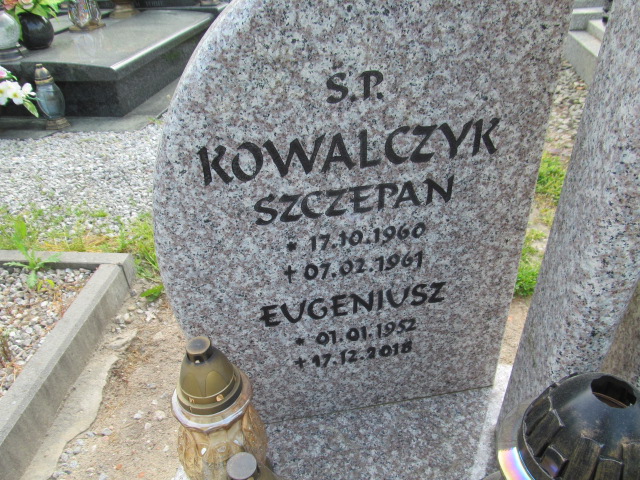 Ś.P.
KOWALCZYK
SZCZEPAN
* 17.10.1960
+ 07.02.1961
EUGENIUSZ
* 01.01.1952
+ 17.12.2018